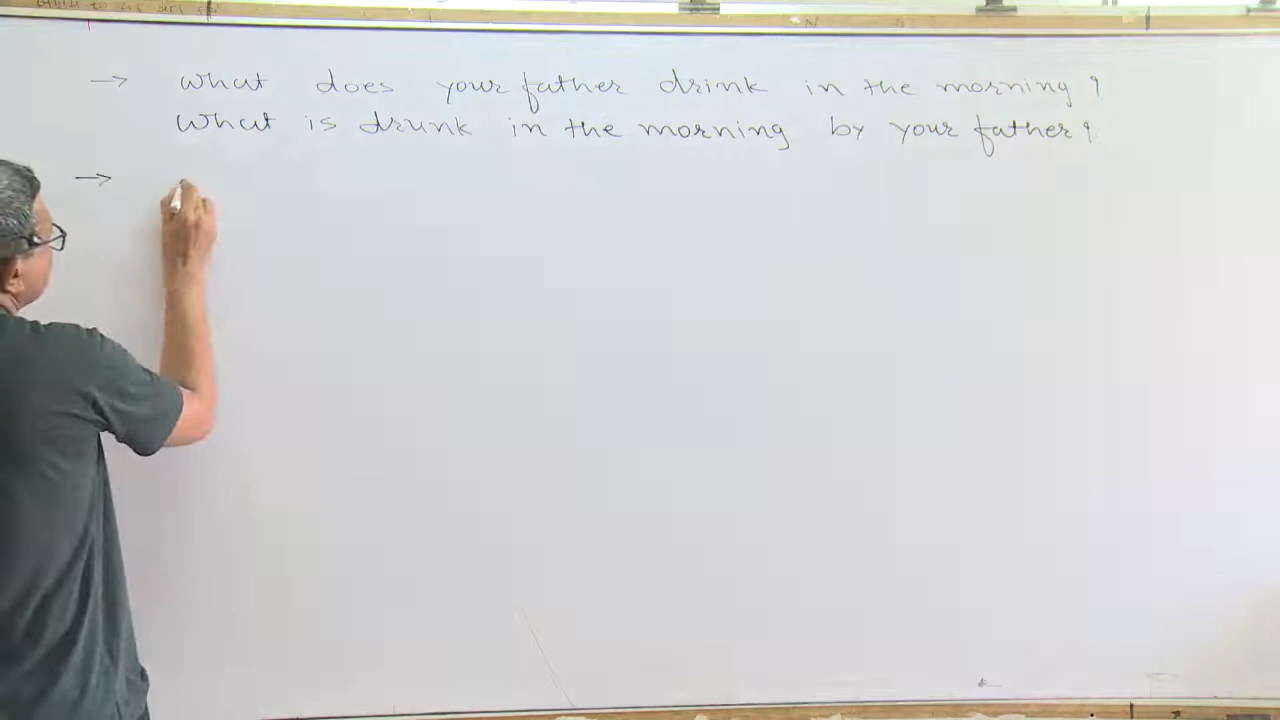 → What does your father drink in the morning?
What is drunk in the morning by your father?
→